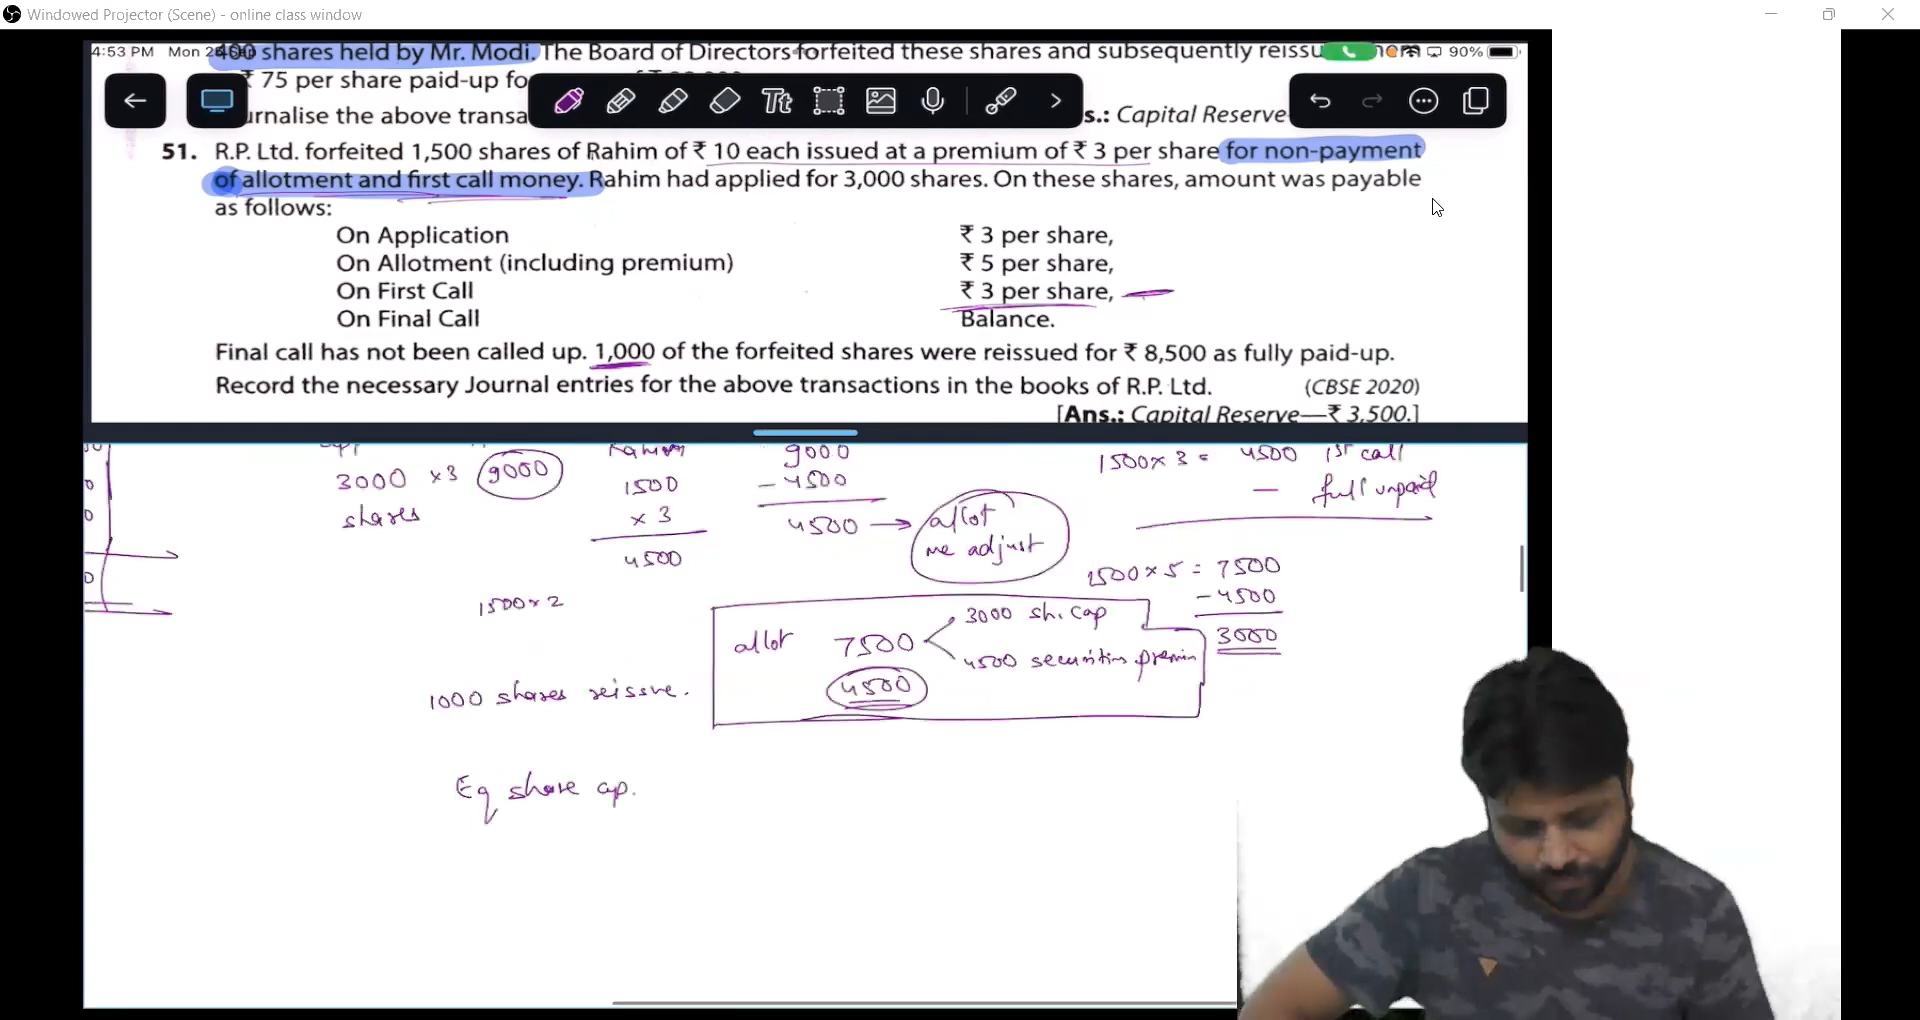 Windowed Projector (Scene) - online class window
4:53 PM Mon 26 Sep
90%
400 shares held by Mr. Modi. The Board of Directors forfeited these shares and subsequently reissu
₹ 75 per share paid-up fo
urnalise the above transa
s.: Capital Reserve
Tt
51. R.P. Ltd. forfeited 1,500 shares of Rahim of ₹ 10 each issued at a premium of ₹ 3 per share for non-payment
of allotment and first call money. Rahim had applied for 3,000 shares. On these shares, amount was payable
as follows:
On Application ₹ 3 per share,
On Allotment (including premium) ₹ 5 per share,
On First Call ₹ 3 per share,
On Final Call Balance.
Final call has not been called up. 1,000 of the forfeited shares were reissued for ₹ 8,500 as fully paid-up.
Record the necessary Journal entries for the above transactions in the books of R.P. Ltd. (CBSE 2020)
[Ans.: Capital Reserve—₹ 3,500.]
Rahim 9000 1500 × 3 = 4500 1st call
3000 × 3 9000 1500 - 4500 - full unpaid
shares × 3 4500 → allot
4500 me adjust
1500 × 5 = 7500
1500 × 2 - 4500
allot 7500 3000 sh. cap 3000
4500 securities premium
4500
1000 shares reissue.
Eq share cap.